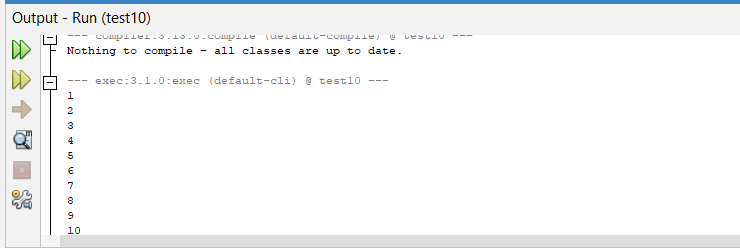 Output - Run (test10)
--- compiler:3.13.0:compile (default-compile) @ test10 ---
Nothing to compile - all classes are up to date.
--- exec:3.1.0:exec (default-cli) @ test10 ---
1
2
3
4
5
6
7
8
9
10